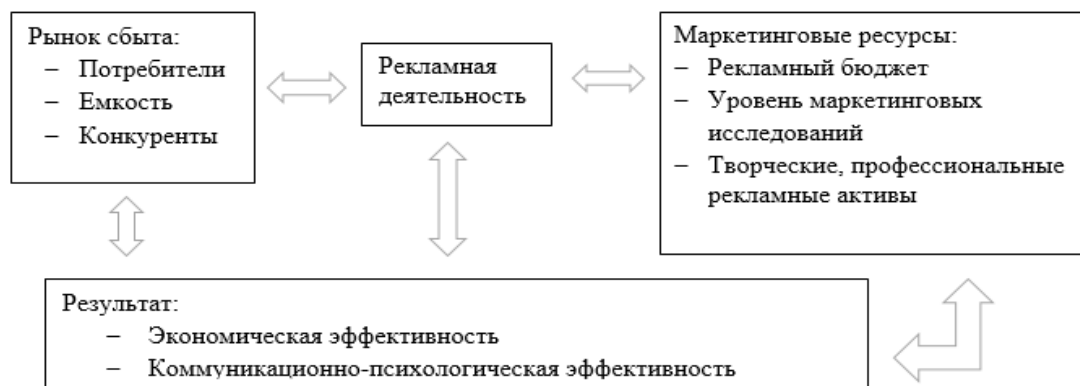 Рынок сбыта:
– Потребители
– Емкость
– Конкуренты
Рекламная
деятельность
Маркетинговые ресурсы:
– Рекламный бюджет
– Уровень маркетинговых
исследований
– Творческие, профессиональные
рекламные активы
Результат:
– Экономическая эффективность
– Коммуникационно-психологическая эффективность